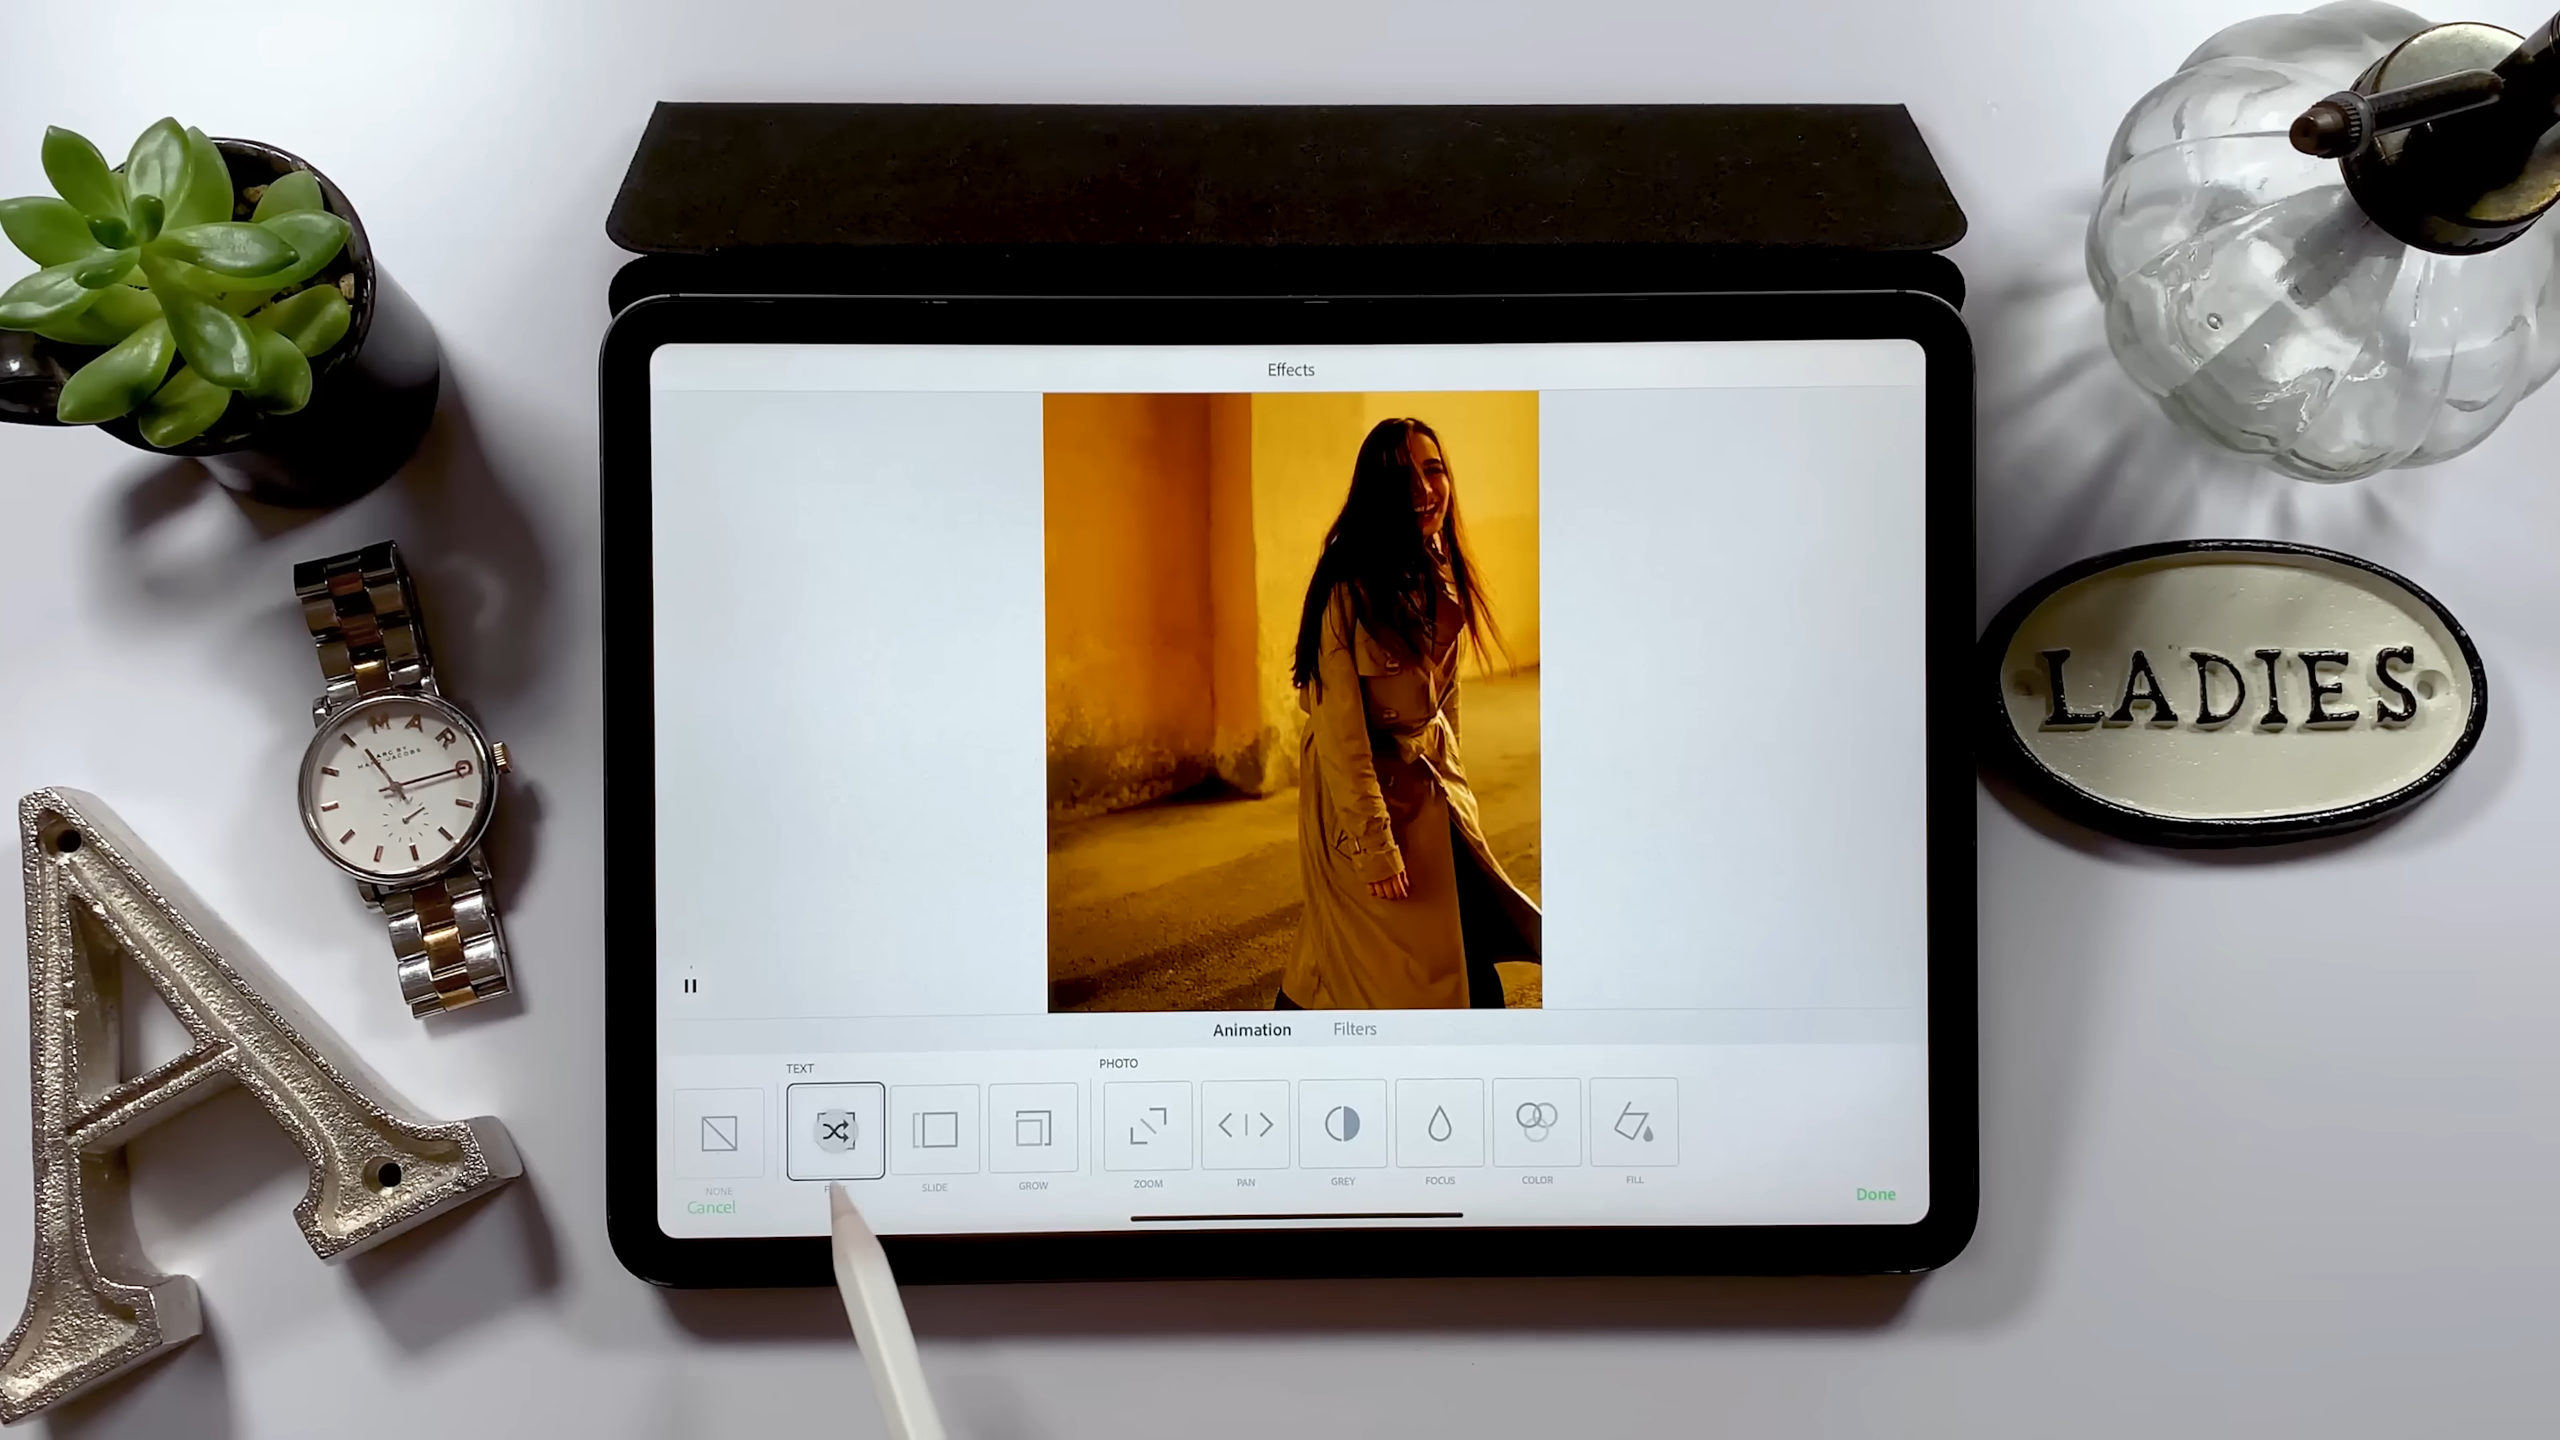 Effects
MAR
MARC BY
MARC JACOBS
LADIES
Animation Filters
TEXT
PHOTO
NONE SLIDE GROW ZOOM PAN GREY FOCUS COLOR FILL
Cancel
Done
A